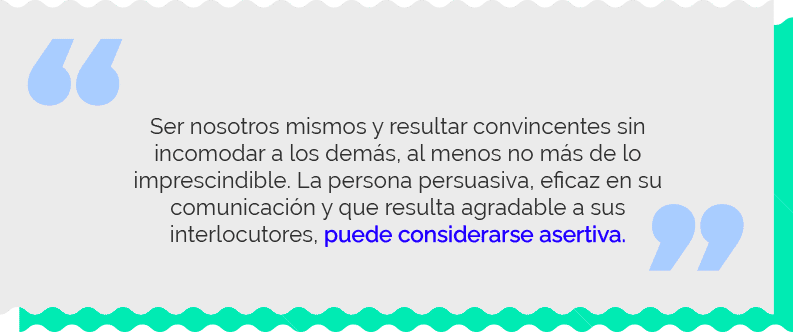 Ser nosotros mismos y resultar convincentes sin
incomodar a los demás, al menos no más de lo
imprescindible. La persona persuasiva, eficaz en su
comunicación y que resulta agradable a sus
interlocutores, puede considerarse asertiva.